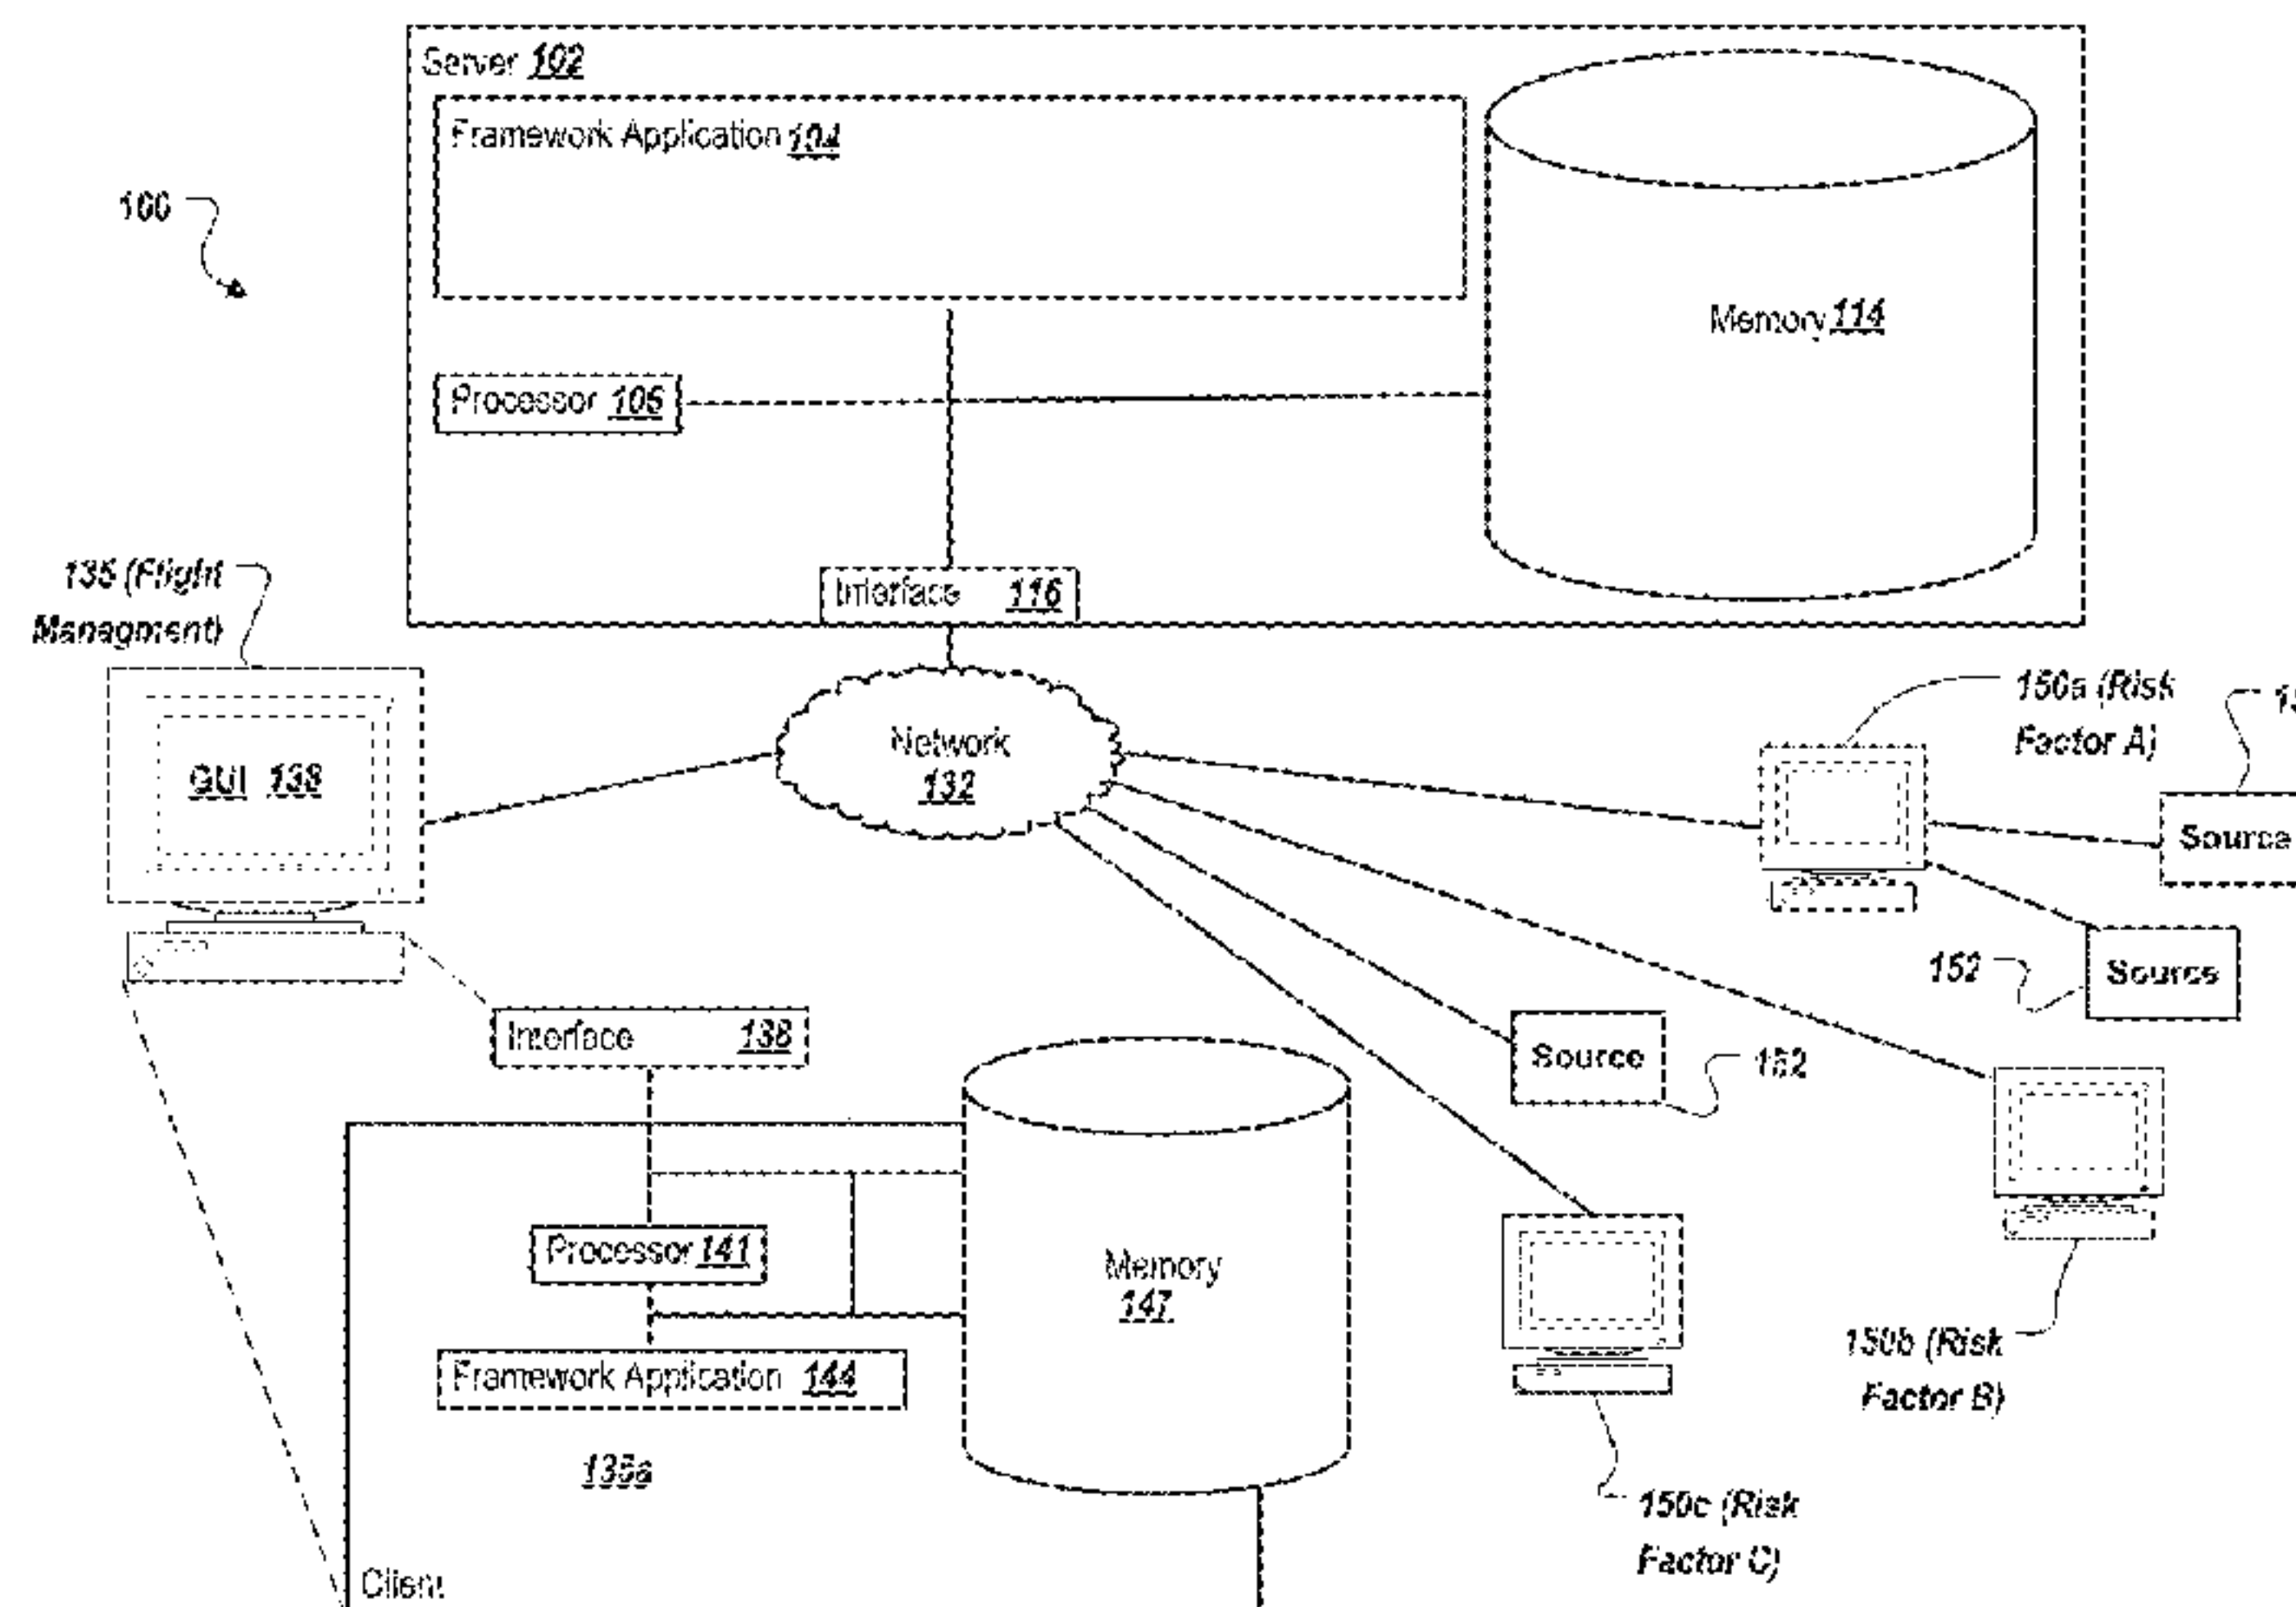 Server 102
Framework Application 104
100
Memory 114
Processor 105
Interface 116
135 (Flight
Managment)
GUI 138
Network
132
150a (Risk
Factor A)
Source
152
Source
Interface 138
Source
152
Processor 141
Memory
147
Framework Application 144
135a
150b (Risk
Factor B)
150c (Risk
Factor C)
Client